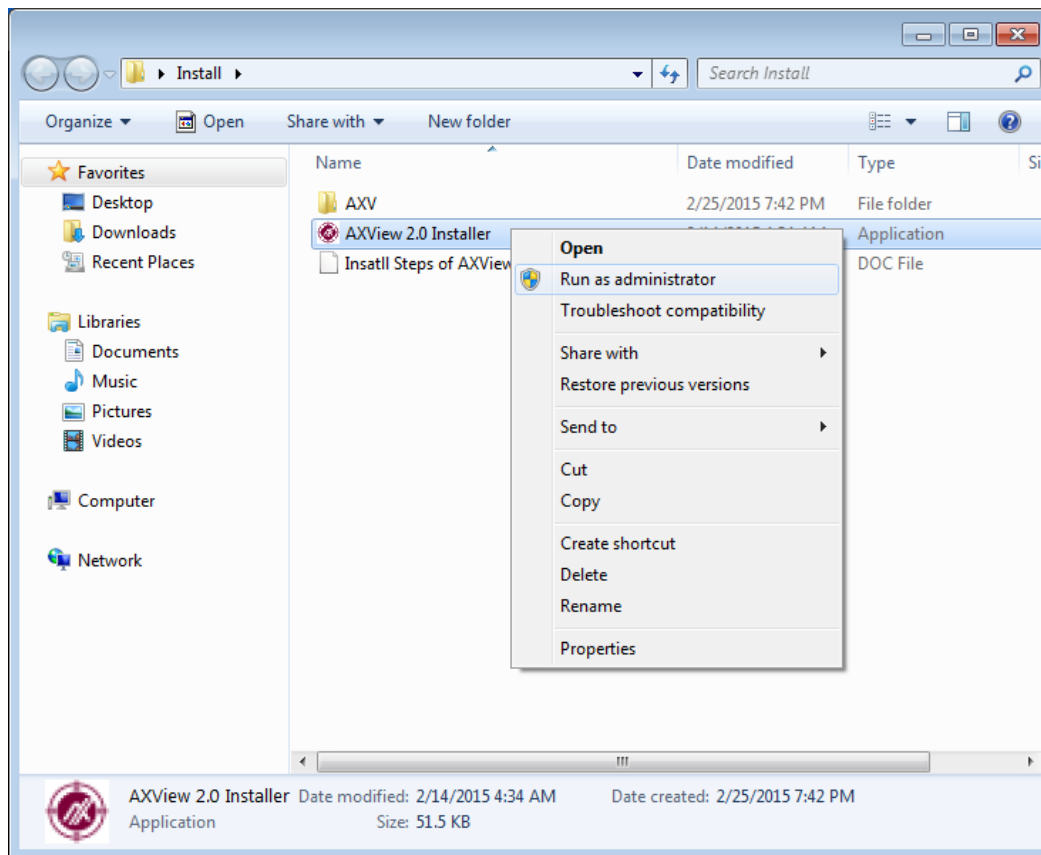 Install
Search Install
Organize
Open
Share with
New folder
Name
Date modified
Type
Favorites
Desktop
Downloads
Recent Places
Libraries
Documents
Music
Pictures
Videos
Computer
Network
AXV
2/25/2015 7:42 PM
File folder
AXView 2.0 Installer
Application
Insatll Steps of AXView
DOC File
Open
Run as administrator
Troubleshoot compatibility
Share with
Restore previous versions
Send to
Cut
Copy
Create shortcut
Delete
Rename
Properties
AXView 2.0 Installer Date modified: 2/14/2015 4:34 AM Date created: 2/25/2015 7:42 PM
Application Size: 51.5 KB